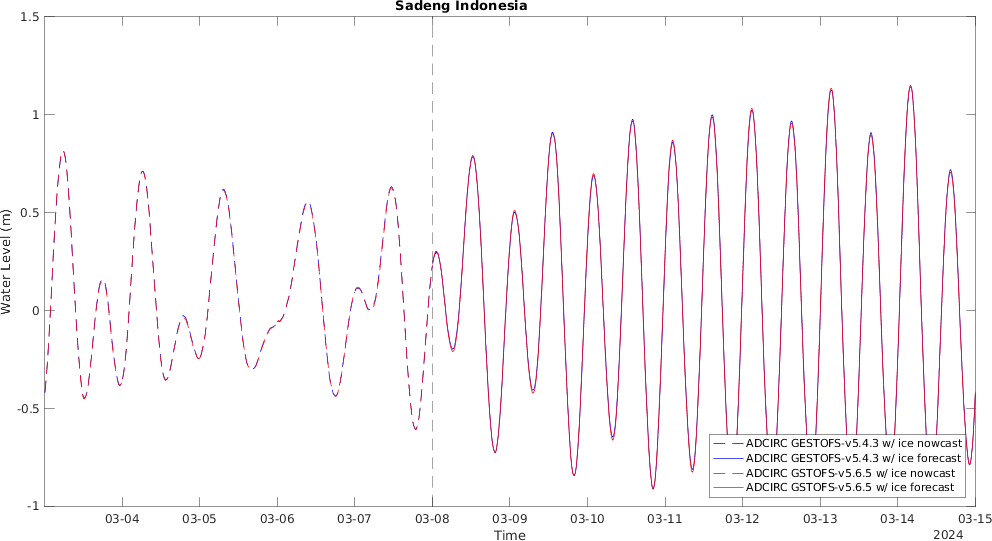 Sadeng Indonesia
Water Level (m)
1.5
1
0.5
0
-0.5
-1
ADCIRC GESTOFS-v5.4.3 w/ ice nowcast
ADCIRC GESTOFS-v5.4.3 w/ ice forecast
ADCIRC GSTOFS-v5.6.5 w/ ice nowcast
ADCIRC GSTOFS-v5.6.5 w/ ice forecast
03-04 03-05 03-06 03-07 03-08 03-09 03-10 03-11 03-12 03-13 03-14 03-15
Time
2024